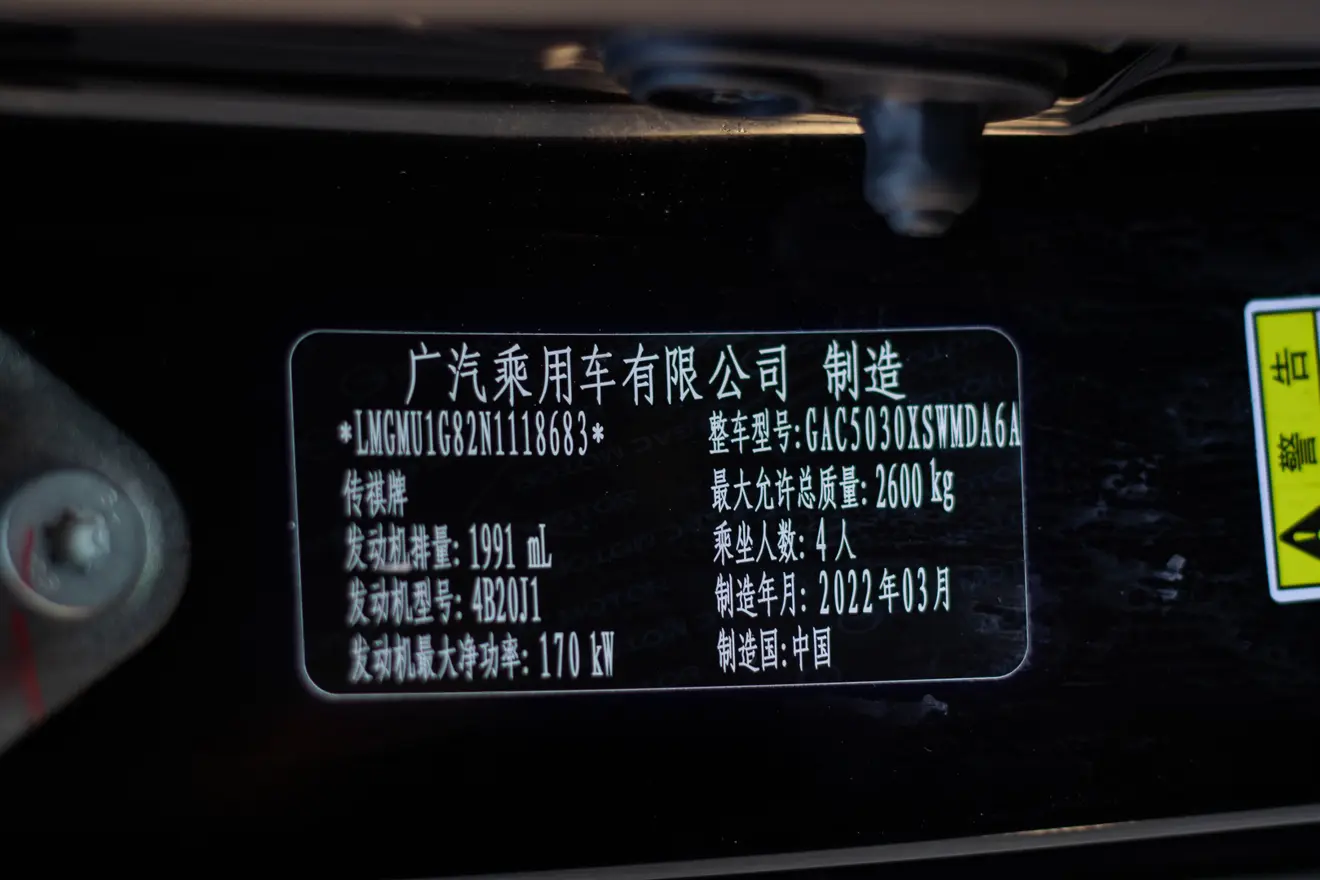 广汽乘用车有限公司 制造
*LMGMU1G82N1118683*
整车型号:GAC5030XSWMDA6A
传祺牌
最大允许总质量:2600 kg
发动机排量:1991 mL
乘坐人数:4人
发动机型号:4B20J1
制造年月:2022年03月
发动机最大净功率:170 kW
制造国:中国
警告